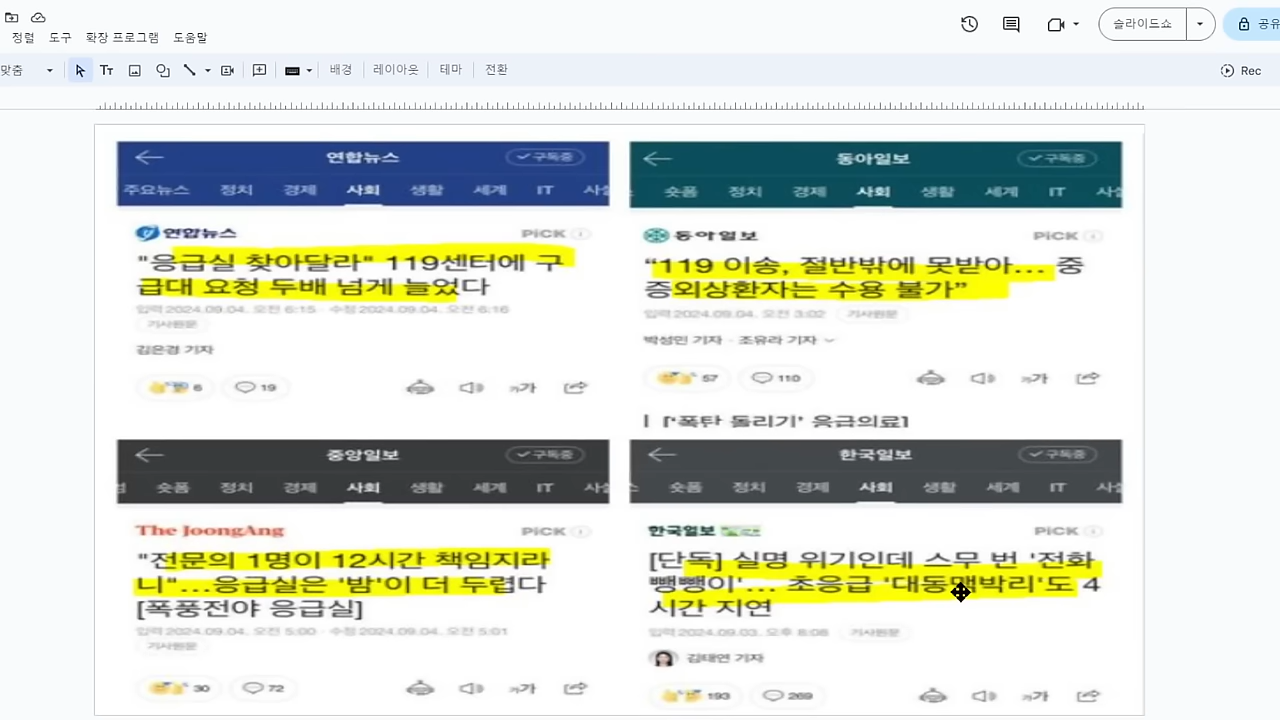 정렬 도구 확장 프로그램 도움말
슬라이드쇼
공유
맞춤
배경 레이아웃 테마 전환
Rec
연합뉴스
구독중
주요뉴스 정치 경제 사회 생활 세계 IT
연합뉴스
PiCK
"응급실 찾아달라" 119센터에 구
급대 요청 두배 넘게 늘었다
입력 2024.09.04. 오전 6:15 · 수정 2024.09.04. 오전 6:16
기사원문
김은경 기자
6
19
가
동아일보
구독중
숏폼 정치 경제 사회 생활 세계 IT
동아일보
PiCK
“119 이송, 절반밖에 못받아… 중
증외상환자는 수용 불가”
입력 2024.09.04. 오전 3:02
기사원문
박성민 기자 · 조유라 기자
57
110
가
[‘폭탄 돌리기’ 응급의료]
중앙일보
구독중
숏폼 정치 경제 사회 생활 세계 IT
The JoongAng
PiCK
"전문의 1명이 12시간 책임지라
니"…응급실은 '밤'이 더 두렵다
[폭풍전야 응급실]
입력 2024.09.04. 오전 5:00 · 수정 2024.09.04. 오전 5:01
기사원문
30
72
가
한국일보
구독중
숏폼 정치 경제 사회 생활 세계 IT
한국일보
PiCK
[단독] 실명 위기인데 스무 번 '전화
뺑뺑이'… 초응급 '대동맥박리'도 4
시간 지연
입력 2024.09.03. 오후 8:08
기사원문
김태연 기자
193
269
가